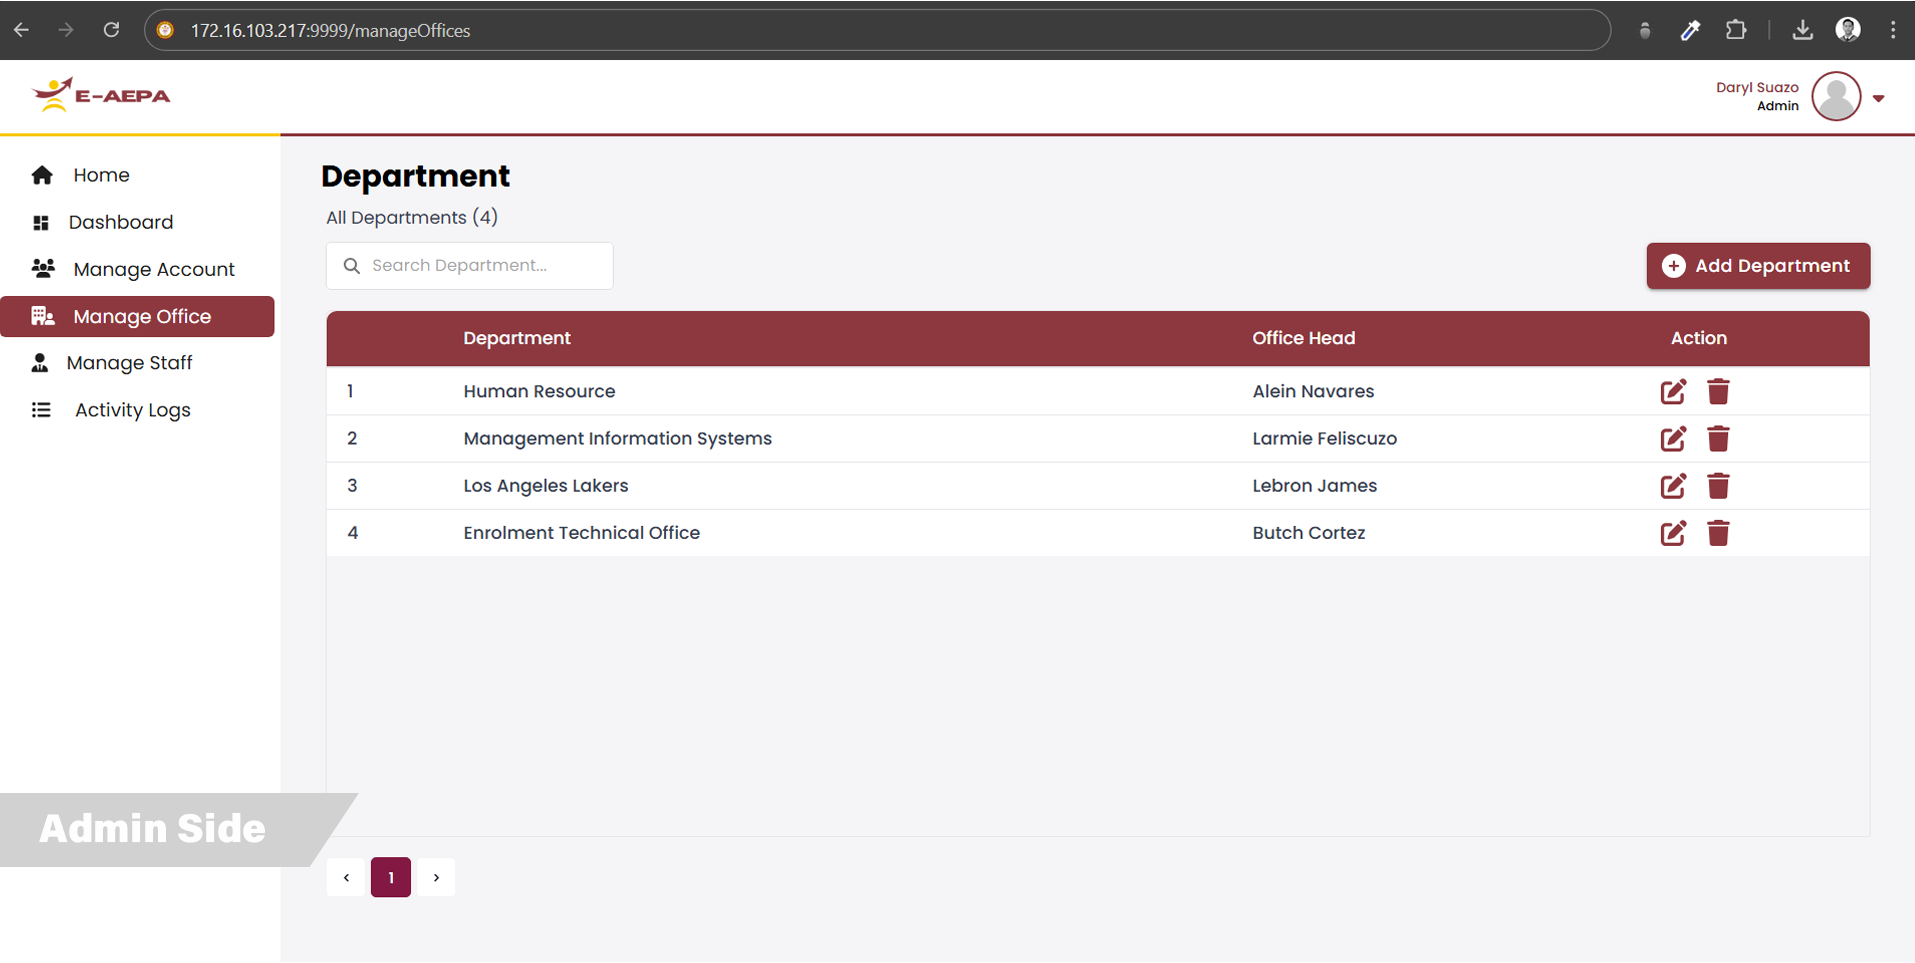 172.16.103.217:9999/manageOffices
E-AEPA
Daryl Suazo
Admin
Home
Dashboard
Manage Account
Manage Office
Manage Staff
Activity Logs
Department
All Departments (4)
Search Department...
Add Department
Department Office Head Action
1 Human Resource Alein Navares
2 Management Information Systems Larmie Feliscuzo
3 Los Angeles Lakers Lebron James
4 Enrolment Technical Office Butch Cortez
Admin Side
‹ 1 ›